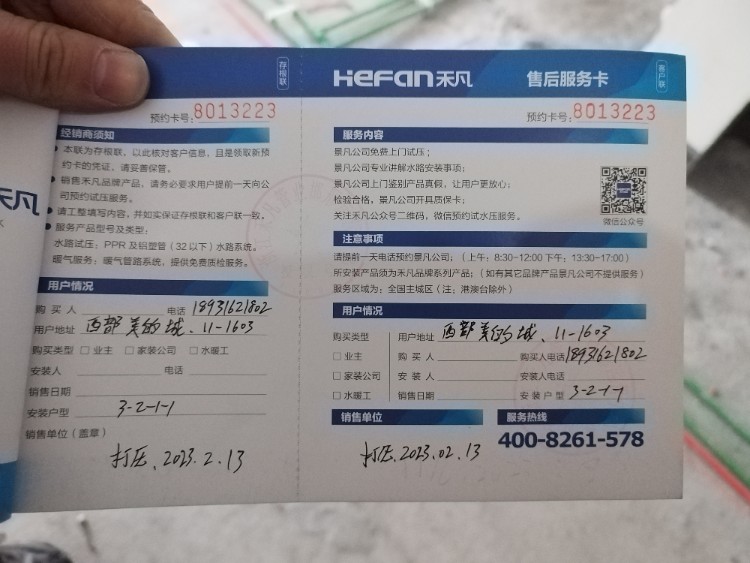 存根联
预约卡号: 8013223
经销商须知
本联为存根联，以此核对客户信息，且是领取新预
约卡的凭证，请妥善保管。
销售禾凡品牌产品，请务必要求用户提前一天向公
司预约试压服务。
请工整填写内容，并如实保证存根联和客户联一致。
服务产品型号及类型：
水路试压：PPR 及铝塑管（32以下）水路系统。
暖气服务：暖气管路系统，提供免费质检服务。
用户情况
购 买 人 电话 18931621802
用户地址 西部美的城、11-1603
购买类型 □ 业主 □ 家装公司 □ 水暖工
安装人 电话
销售日期
安装户型 3-2-1-1
销售单位（盖章）
打压、2023.2.13
禾凡
Hefan禾凡 售后服务卡
客户联
预约卡号: 8013223
服务内容
景凡公司免费上门试压；
景凡公司专业讲解水路安装事项；
景凡公司上门鉴别产品真假，让用户更放心；
检验合格，景凡公司开具质保卡；
关注禾凡公众号二维码，微信预约试水压服务。
微信公众号
注意事项
请提前一天电话预约景凡公司；（上午：8:30-12:00 下午：13:30-17:00）
所安装产品须为禾凡品牌系列产品；（如有其它品牌产品景凡公司不提供服务）
服务区域为：全国主城区（注：港澳台除外）
用户情况
购买类型 用户地址 西部美的城、11-1603
□ 业主 购 买 人 购买人电话 18931621802
□ 家装公司 安 装 人 安装人电话
□ 水暖工 销售日期 安 装 户 型 3-2-1-1
销售单位 服务热线
400-8261-578
打压、2023.02.13